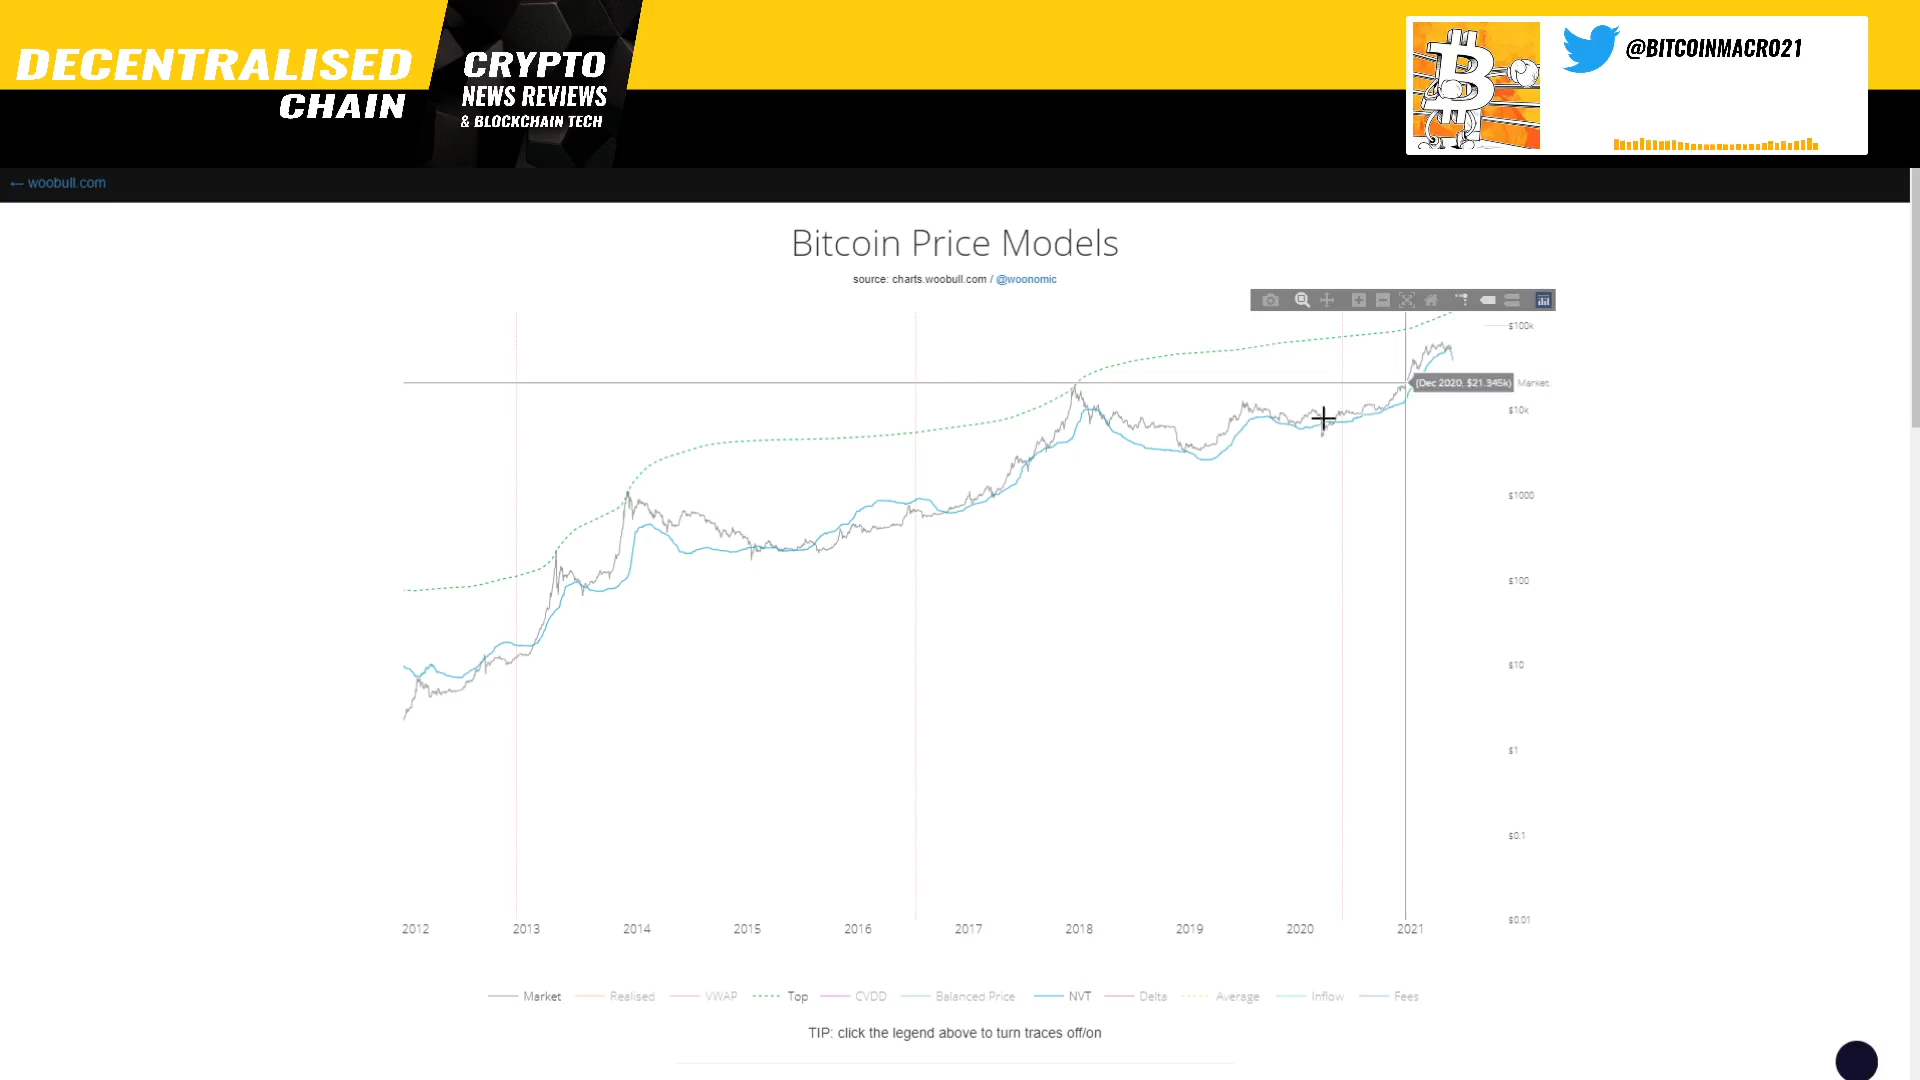 DECENTRALISED
CHAIN
CRYPTO
NEWS REVIEWS
& BLOCKCHAIN TECH
@BITCOINMACRO21
← woobull.com
Bitcoin Price Models
source: charts.woobull.com / @woonomic
$100k
(Dec 2020, $21.345k) Market
$10k
$1000
$100
$10
$1
$0.1
$0.01
2012 2013 2014 2015 2016 2017 2018 2019 2020 2021
Market Realised VWAP Top CVDD Balanced Price NVT Delta Average Inflow Fees
TIP: click the legend above to turn traces off/on